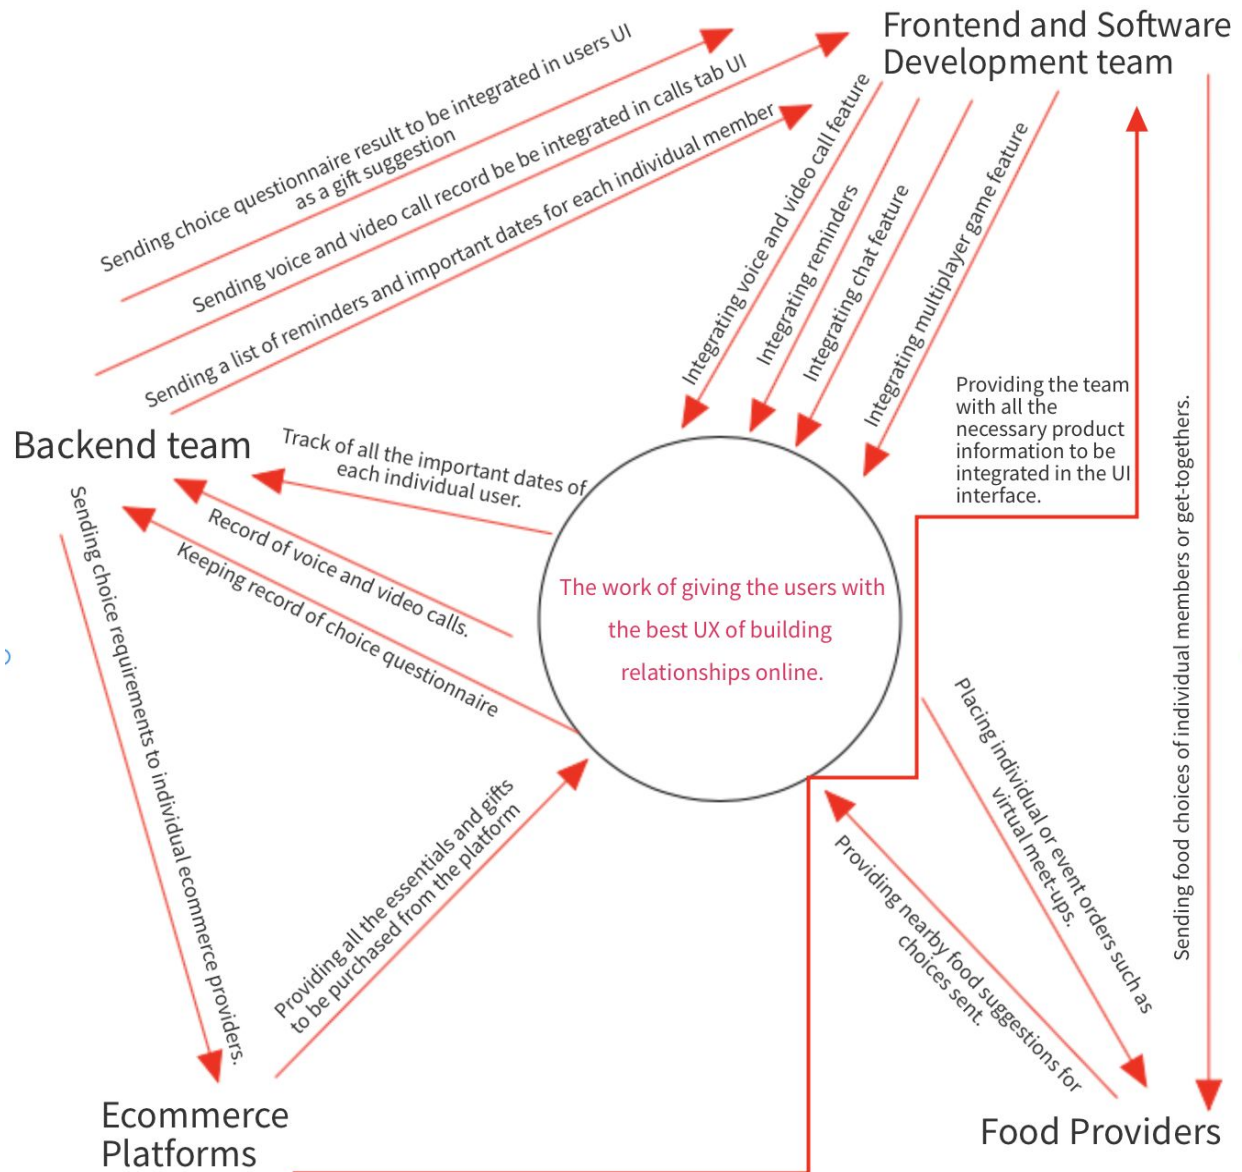 Frontend and Software
Development team
Sending choice questionnaire result to be integrated in users UI
as a gift suggestion
Sending voice and video call record be be integrated in calls tab UI
Sending a list of reminders and important dates for each individual member
Integrating voice and video call feature
Integrating reminders
Integrating chat feature
Integrating multiplayer game feature
Providing the team
with all the
necessary product
information to be
integrated in the UI
interface.
Sending food choices of individual members or get-togethers.
Backend team
Track of all the important dates of
each individual user.
Record of voice and video calls.
Keeping record of choice questionnaire
Sending choice requirements to individual ecommerce providers.
The work of giving the users with
the best UX of building
relationships online.
Placing individual or event orders such as
virtual meet-ups.
Providing all the essentials and gifts
to be purchased from the platform
Providing nearby food suggestions for
choices sent.
Ecommerce
Platforms
Food Providers